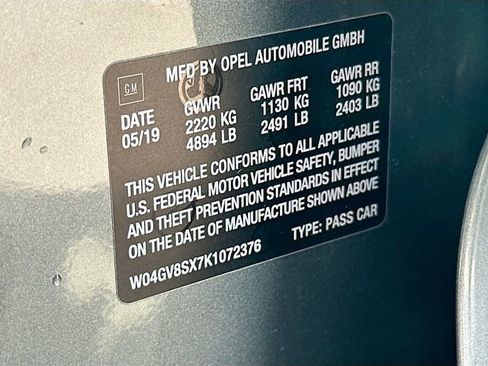 MFD BY OPEL AUTOMOBILE GMBH
GM
DATE GVWR GAWR FRT GAWR RR
05/19 2220 KG 1130 KG 1090 KG
4894 LB 2491 LB 2403 LB
THIS VEHICLE CONFORMS TO ALL APPLICABLE
U.S. FEDERAL MOTOR VEHICLE SAFETY, BUMPER
AND THEFT PREVENTION STANDARDS IN EFFECT
ON THE DATE OF MANUFACTURE SHOWN ABOVE
W04GV8SX7K1072376 TYPE: PASS CAR